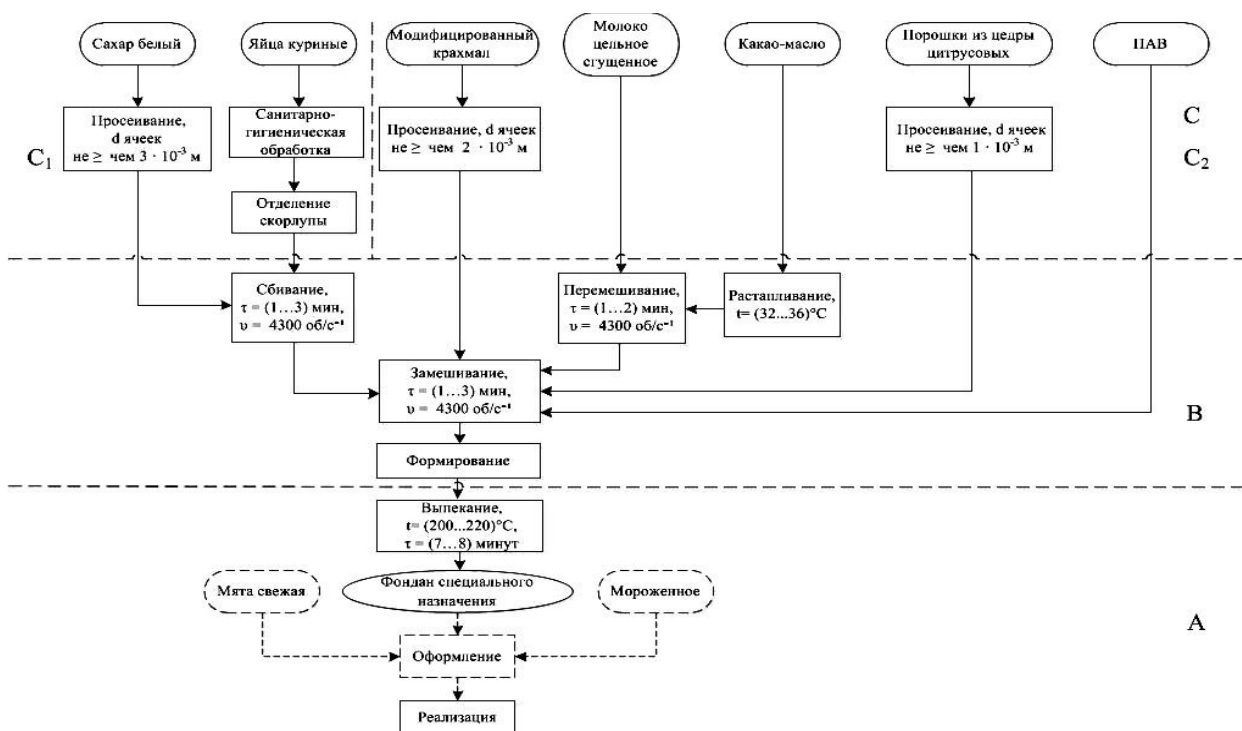 Сахар белый
Яйца куриные
Модифицированный
крахмал
Молоко
цельное
сгущенное
Какао-масло
Порошки из цедры
цитрусовых
ПАВ
Просеивание,
d ячеек
не ≥ чем 3 · 10⁻³ м
Санитарно-
гигиеническая
обработка
Просеивание, d ячеек
не ≥ чем 2 · 10⁻³ м
Просеивание, d ячеек
не ≥ чем 1 · 10⁻³ м
C
C₁
C₂
Отделение
скорлупы
Сбивание,
τ = (1…3) мин,
υ = 4300 об/с⁻¹
Перемешивание,
τ = (1…2) мин,
υ = 4300 об/с⁻¹
Растапливание,
t= (32...36)°C
Замешивание,
τ = (1…3) мин,
υ = 4300 об/с⁻¹
B
Формирование
Выпекание,
t= (200...220)°C,
τ = (7…8) минут
Мята свежая
Фондан специального
назначения
Мороженное
A
Оформление
Реализация